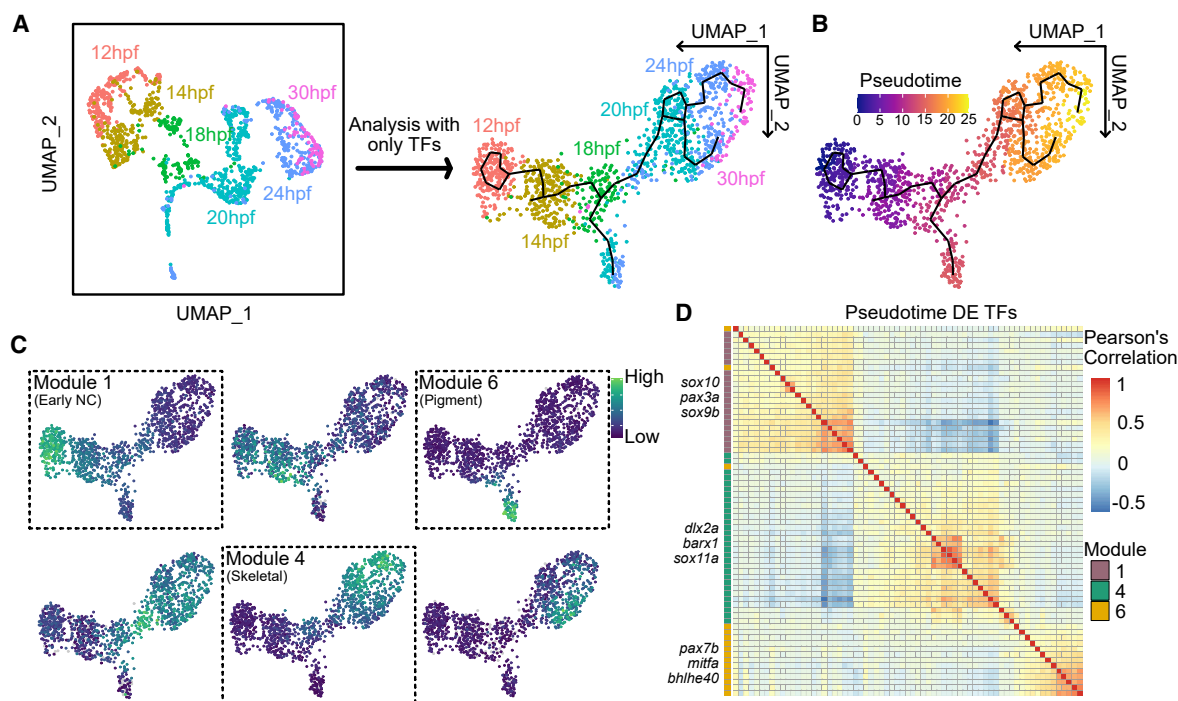 A
12hpf
14hpf
18hpf
30hpf
24hpf
20hpf
UMAP_2
UMAP_1
Analysis with
only TFs
UMAP_1
UMAP_2
24hpf
20hpf
12hpf
18hpf
30hpf
14hpf
B
UMAP_1
UMAP_2
Pseudotime
0 5 10 15 20 25
C
Module 1
(Early NC)
Module 6
(Pigment)
High
Low
Module 4
(Skeletal)
D
Pseudotime DE TFs
sox10
pax3a
sox9b
dlx2a
barx1
sox11a
pax7b
mitfa
bhlhe40
Pearson's
Correlation
1
0.5
0
-0.5
Module
1
4
6